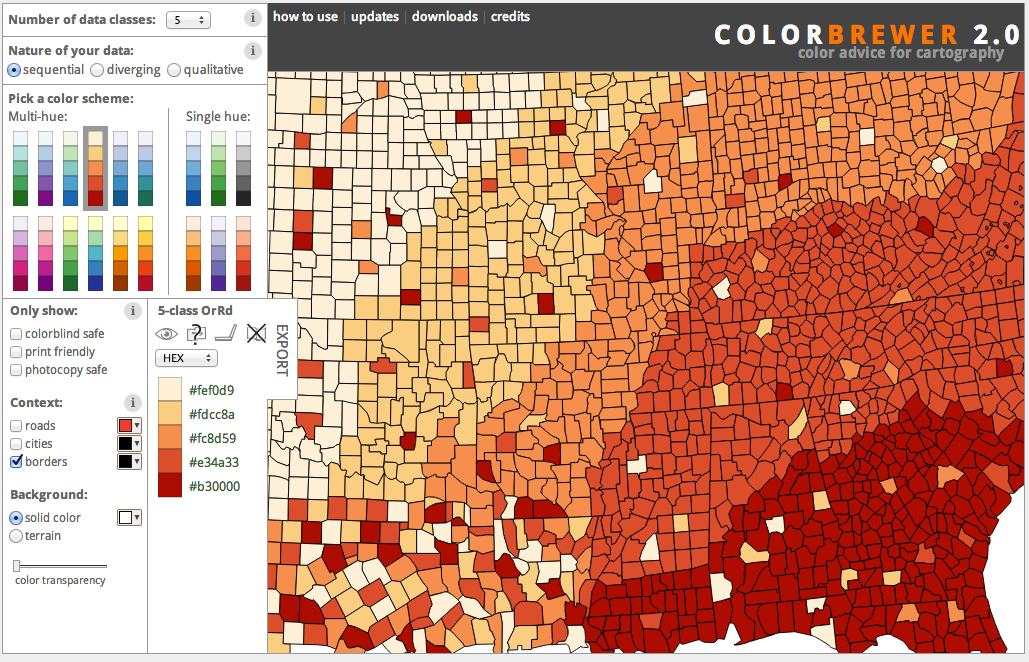 Number of data classes: 5 i
how to use | updates | downloads | credits
COLORBREWER 2.0
color advice for cartography
Nature of your data: i
sequential diverging qualitative
Pick a color scheme:
Multi-hue: Single hue:
Only show: i
colorblind safe
print friendly
photocopy safe
Context: i
roads
cities
borders
Background:
solid color
terrain
color transparency
5-class OrRd
?
HEX
EXPORT
#fef0d9
#fdcc8a
#fc8d59
#e34a33
#b30000